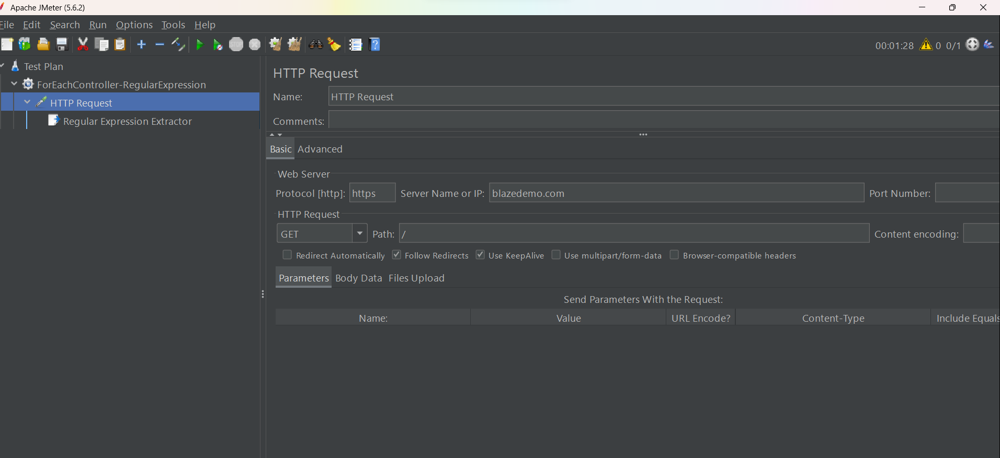 Apache JMeter (5.6.2)
File Edit Search Run Options Tools Help
STOP
00:01:28 0 0/1
Test Plan
ForEachController-RegularExpression
HTTP Request
Regular Expression Extractor
HTTP Request
Name: HTTP Request
Comments:
Basic Advanced
Web Server
Protocol [http]: https Server Name or IP: blazedemo.com Port Number:
HTTP Request
GET Path: / Content encoding:
Redirect Automatically Follow Redirects Use KeepAlive Use multipart/form-data Browser-compatible headers
Parameters Body Data Files Upload
Send Parameters With the Request:
Name: Value URL Encode? Content-Type Include Equals